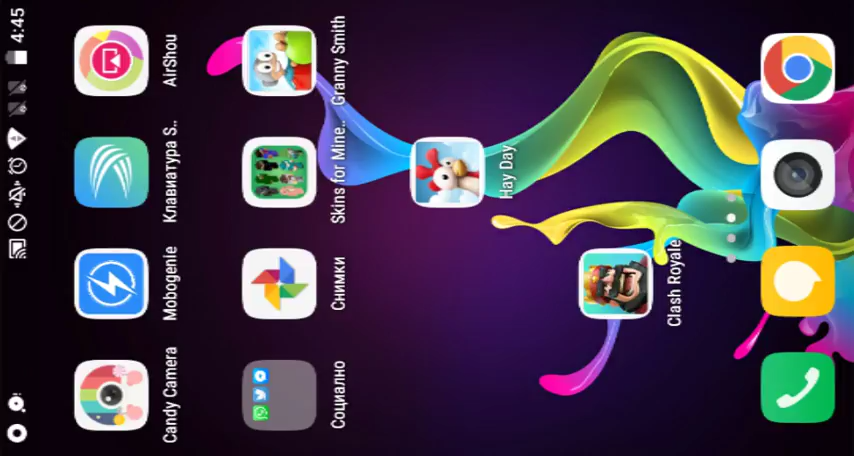 4:45
Candy Camera
Mobogenie
Клавиатура S..
AirShou
Социално
Снимки
Skins for Mine..
Granny Smith
Hay Day
Clash Royale